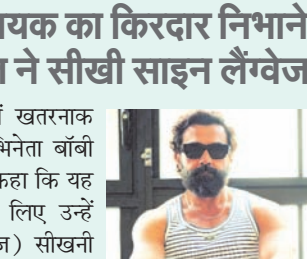 यक का किरदार निभाने
ने सीखी साइन लैंग्वेज
खतरनाक
भिनेता बॉबी
कहा कि यह
लिए उन्हें
ज) सीखनी